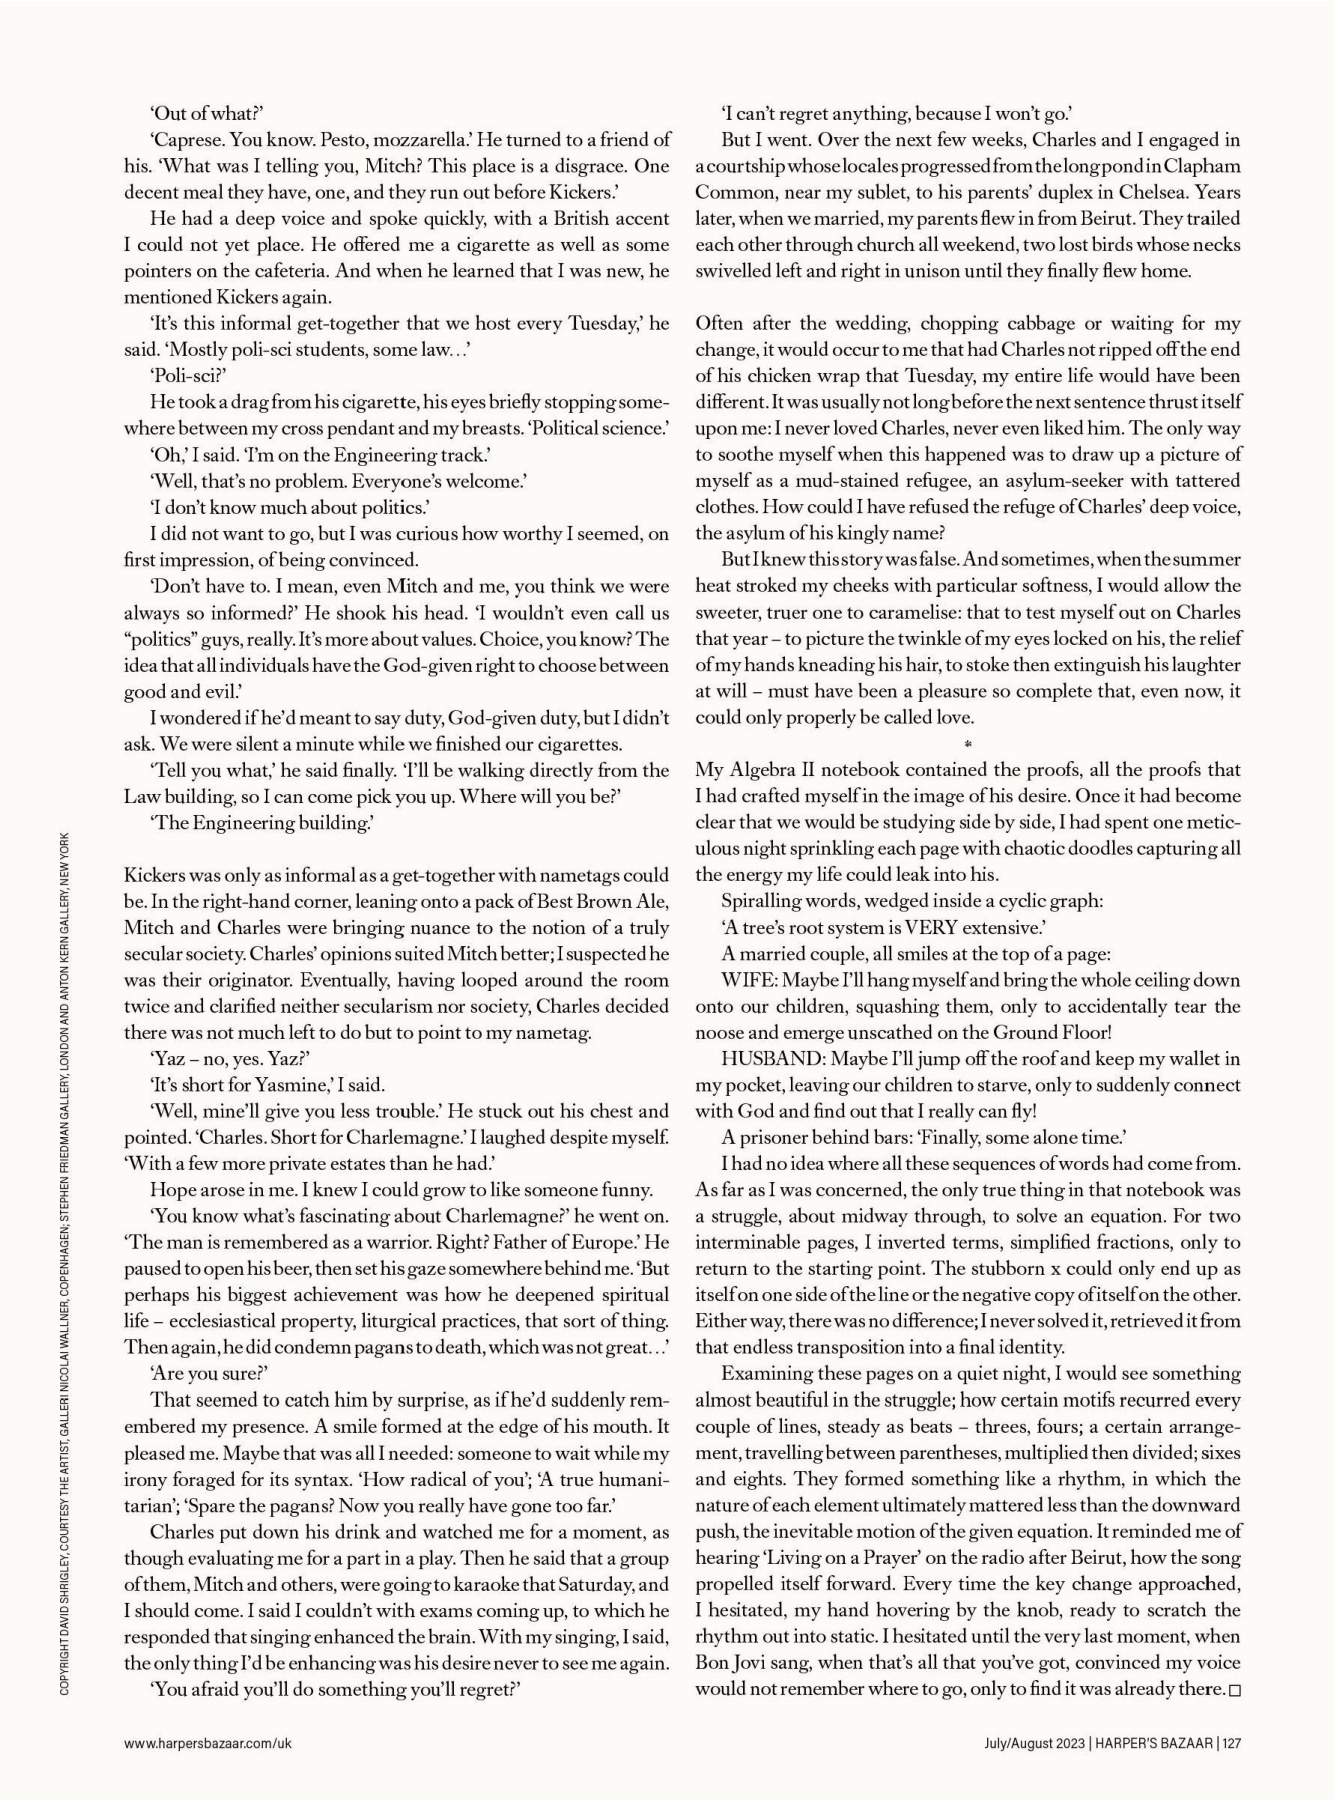 ‘Out of what?’
‘Caprese. You know. Pesto, mozzarella.’ He turned to a friend of
his. ‘What was I telling you, Mitch? This place is a disgrace. One
decent meal they have, one, and they run out before Kickers.’
He had a deep voice and spoke quickly, with a British accent
I could not yet place. He offered me a cigarette as well as some
pointers on the cafeteria. And when he learned that I was new, he
mentioned Kickers again.
‘It’s this informal get-together that we host every Tuesday,’ he
said. ‘Mostly poli-sci students, some law…’
‘Poli-sci?’
He took a drag from his cigarette, his eyes briefly stopping some-
where between my cross pendant and my breasts. ‘Political science.’
‘Oh,’ I said. ‘I’m on the Engineering track.’
‘Well, that’s no problem. Everyone’s welcome.’
‘I don’t know much about politics.’
I did not want to go, but I was curious how worthy I seemed, on
first impression, of being convinced.
‘Don’t have to. I mean, even Mitch and me, you think we were
always so informed?’ He shook his head. ‘I wouldn’t even call us
“politics” guys, really. It’s more about values. Choice, you know? The
idea that all individuals have the God-given right to choose between
good and evil.’
I wondered if he’d meant to say duty, God-given duty, but I didn’t
ask. We were silent a minute while we finished our cigarettes.
‘Tell you what,’ he said finally. ‘I’ll be walking directly from the
Law building, so I can come pick you up. Where will you be?’
‘The Engineering building.’
Kickers was only as informal as a get-together with nametags could
be. In the right-hand corner, leaning onto a pack of Best Brown Ale,
Mitch and Charles were bringing nuance to the notion of a truly
secular society. Charles’ opinions suited Mitch better; I suspected he
was their originator. Eventually, having looped around the room
twice and clarified neither secularism nor society, Charles decided
there was not much left to do but to point to my nametag.
‘Yaz – no, yes. Yaz?’
‘It’s short for Yasmine,’ I said.
‘Well, mine’ll give you less trouble.’ He stuck out his chest and
pointed. ‘Charles. Short for Charlemagne.’ I laughed despite myself.
‘With a few more private estates than he had.’
Hope arose in me. I knew I could grow to like someone funny.
‘You know what’s fascinating about Charlemagne?’ he went on.
‘The man is remembered as a warrior. Right? Father of Europe.’ He
paused to open his beer, then set his gaze somewhere behind me. ‘But
perhaps his biggest achievement was how he deepened spiritual
life – ecclesiastical property, liturgical practices, that sort of thing.
Then again, he did condemn pagans to death, which was not great…’
‘Are you sure?’
That seemed to catch him by surprise, as if he’d suddenly rem-
embered my presence. A smile formed at the edge of his mouth. It
pleased me. Maybe that was all I needed: someone to wait while my
irony foraged for its syntax. ‘How radical of you’; ‘A true humani-
tarian’; ‘Spare the pagans? Now you really have gone too far.’
Charles put down his drink and watched me for a moment, as
though evaluating me for a part in a play. Then he said that a group
of them, Mitch and others, were going to karaoke that Saturday, and
I should come. I said I couldn’t with exams coming up, to which he
responded that singing enhanced the brain. With my singing, I said,
the only thing I’d be enhancing was his desire never to see me again.
‘You afraid you’ll do something you’ll regret?’
‘I can’t regret anything, because I won’t go.’
But I went. Over the next few weeks, Charles and I engaged in
a courtship whose locales progressed from the long pond in Clapham
Common, near my sublet, to his parents’ duplex in Chelsea. Years
later, when we married, my parents flew in from Beirut. They trailed
each other through church all weekend, two lost birds whose necks
swivelled left and right in unison until they finally flew home.
Often after the wedding, chopping cabbage or waiting for my
change, it would occur to me that had Charles not ripped off the end
of his chicken wrap that Tuesday, my entire life would have been
different. It was usually not long before the next sentence thrust itself
upon me: I never loved Charles, never even liked him. The only way
to soothe myself when this happened was to draw up a picture of
myself as a mud-stained refugee, an asylum-seeker with tattered
clothes. How could I have refused the refuge of Charles’ deep voice,
the asylum of his kingly name?
But I knew this story was false. And sometimes, when the summer
heat stroked my cheeks with particular softness, I would allow the
sweeter, truer one to caramelise: that to test myself out on Charles
that year – to picture the twinkle of my eyes locked on his, the relief
of my hands kneading his hair, to stoke then extinguish his laughter
at will – must have been a pleasure so complete that, even now, it
could only properly be called love.
*
My Algebra II notebook contained the proofs, all the proofs that
I had crafted myself in the image of his desire. Once it had become
clear that we would be studying side by side, I had spent one metic-
ulous night sprinkling each page with chaotic doodles capturing all
the energy my life could leak into his.
Spiralling words, wedged inside a cyclic graph:
‘A tree’s root system is VERY extensive.’
A married couple, all smiles at the top of a page:
WIFE: Maybe I’ll hang myself and bring the whole ceiling down
onto our children, squashing them, only to accidentally tear the
noose and emerge unscathed on the Ground Floor!
HUSBAND: Maybe I’ll jump off the roof and keep my wallet in
my pocket, leaving our children to starve, only to suddenly connect
with God and find out that I really can fly!
A prisoner behind bars: ‘Finally, some alone time.’
I had no idea where all these sequences of words had come from.
As far as I was concerned, the only true thing in that notebook was
a struggle, about midway through, to solve an equation. For two
interminable pages, I inverted terms, simplified fractions, only to
return to the starting point. The stubborn x could only end up as
itself on one side of the line or the negative copy of itself on the other.
Either way, there was no difference; I never solved it, retrieved it from
that endless transposition into a final identity.
Examining these pages on a quiet night, I would see something
almost beautiful in the struggle; how certain motifs recurred every
couple of lines, steady as beats – threes, fours; a certain arrange-
ment, travelling between parentheses, multiplied then divided; sixes
and eights. They formed something like a rhythm, in which the
nature of each element ultimately mattered less than the downward
push, the inevitable motion of the given equation. It reminded me of
hearing ‘Living on a Prayer’ on the radio after Beirut, how the song
propelled itself forward. Every time the key change approached,
I hesitated, my hand hovering by the knob, ready to scratch the
rhythm out into static. I hesitated until the very last moment, when
Bon Jovi sang, when that’s all that you’ve got, convinced my voice
would not remember where to go, only to find it was already there. □
COPYRIGHT DAVID SHRIGLEY, COURTESY THE ARTIST, GALLERI NICOLAI WALLNER, COPENHAGEN; STEPHEN FRIEDMAN GALLERY, LONDON AND ANTON KERN GALLERY, NEW YORK
www.harpersbazaar.com/uk
July/August 2023 | HARPER’S BAZAAR | 127